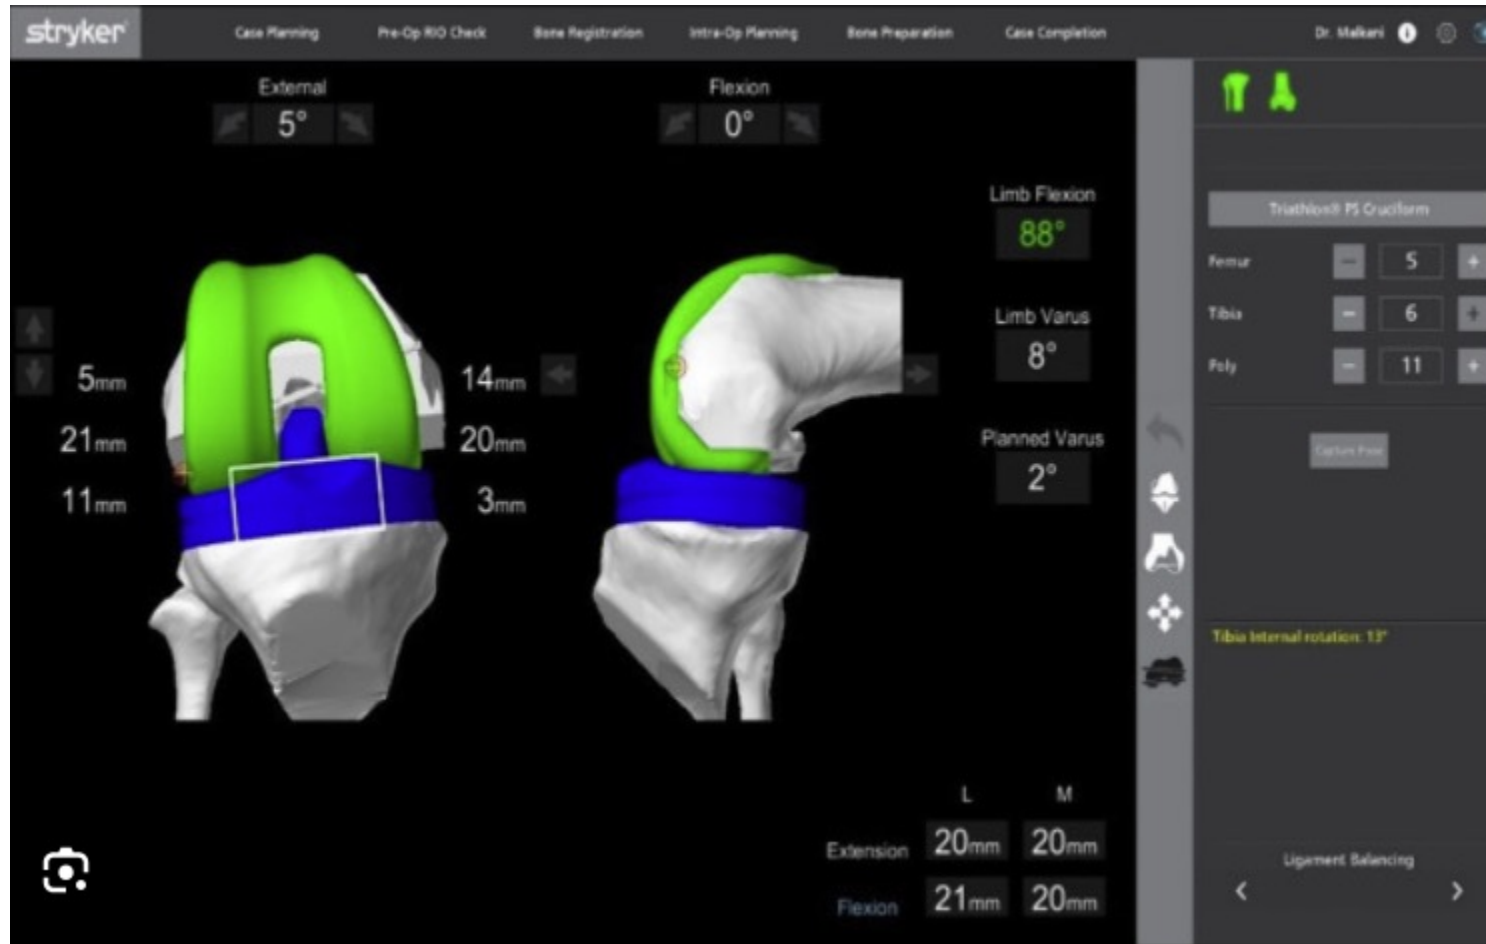 stryker
Case Planning
Pre-Op RIO Check
Bone Registration
Intra-Op Planning
Bone Preparation
Case Completion
Dr. Malkani
External
5°
Flexion
0°
Limb Flexion
88°
Limb Varus
8°
Planned Varus
2°
5mm
21mm
11mm
14mm
20mm
3mm
L M
Extension 20mm 20mm
Flexion 21mm 20mm
Triathlon® PS Cruciform
Femur - 5 +
Tibia - 6 +
Poly - 11 +
Capture Pose
Tibia Internal rotation: 13°
Ligament Balancing
< >